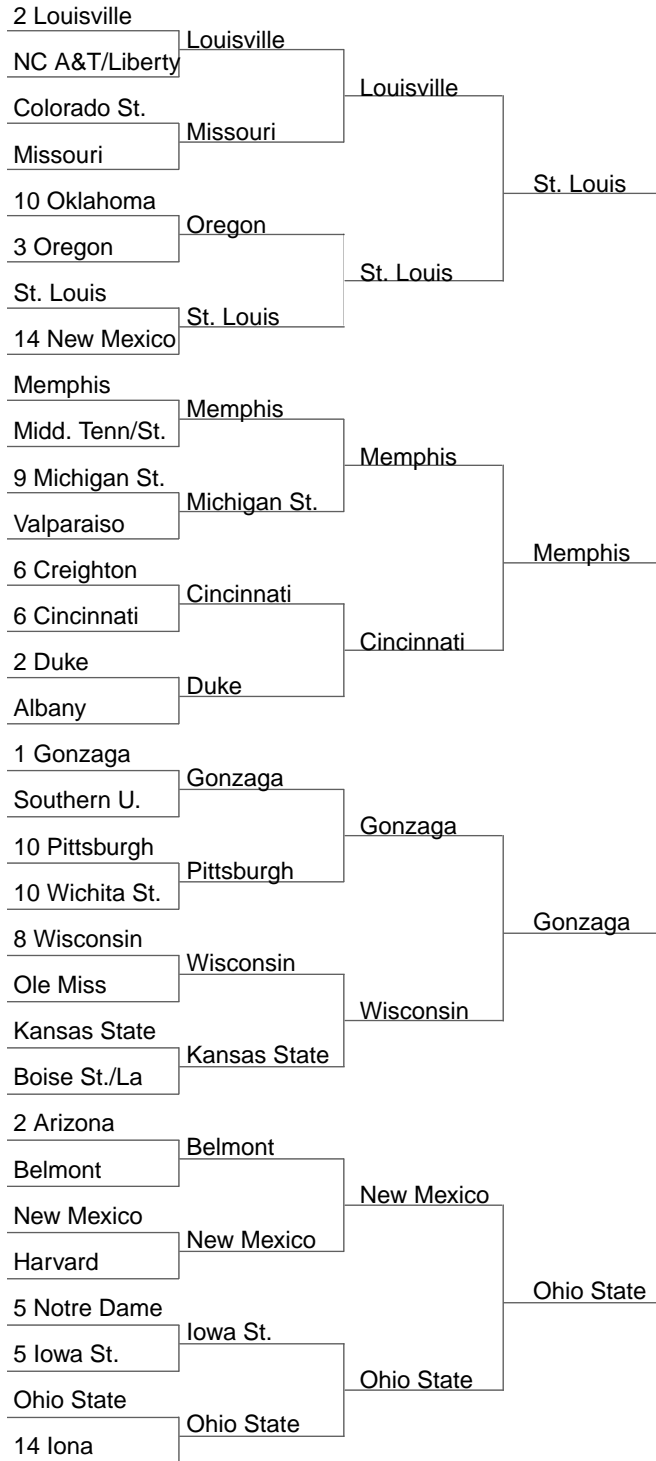 2 Louisville
NC A&T/Liberty
Colorado St.
Missouri
10 Oklahoma
3 Oregon
St. Louis
14 New Mexico
Memphis
Midd. Tenn/St.
9 Michigan St.
Valparaiso
6 Creighton
6 Cincinnati
2 Duke
Albany
1 Gonzaga
Southern U.
10 Pittsburgh
10 Wichita St.
8 Wisconsin
Ole Miss
Kansas State
Boise St./La
2 Arizona
Belmont
New Mexico
Harvard
5 Notre Dame
5 Iowa St.
Ohio State
14 Iona
Louisville
Missouri
Oregon
St. Louis
Memphis
Michigan St.
Cincinnati
Duke
Gonzaga
Pittsburgh
Wisconsin
Kansas State
Belmont
New Mexico
Iowa St.
Ohio State
Louisville
St. Louis
Memphis
Cincinnati
Gonzaga
Wisconsin
New Mexico
Ohio State
St. Louis
Memphis
Gonzaga
Ohio State